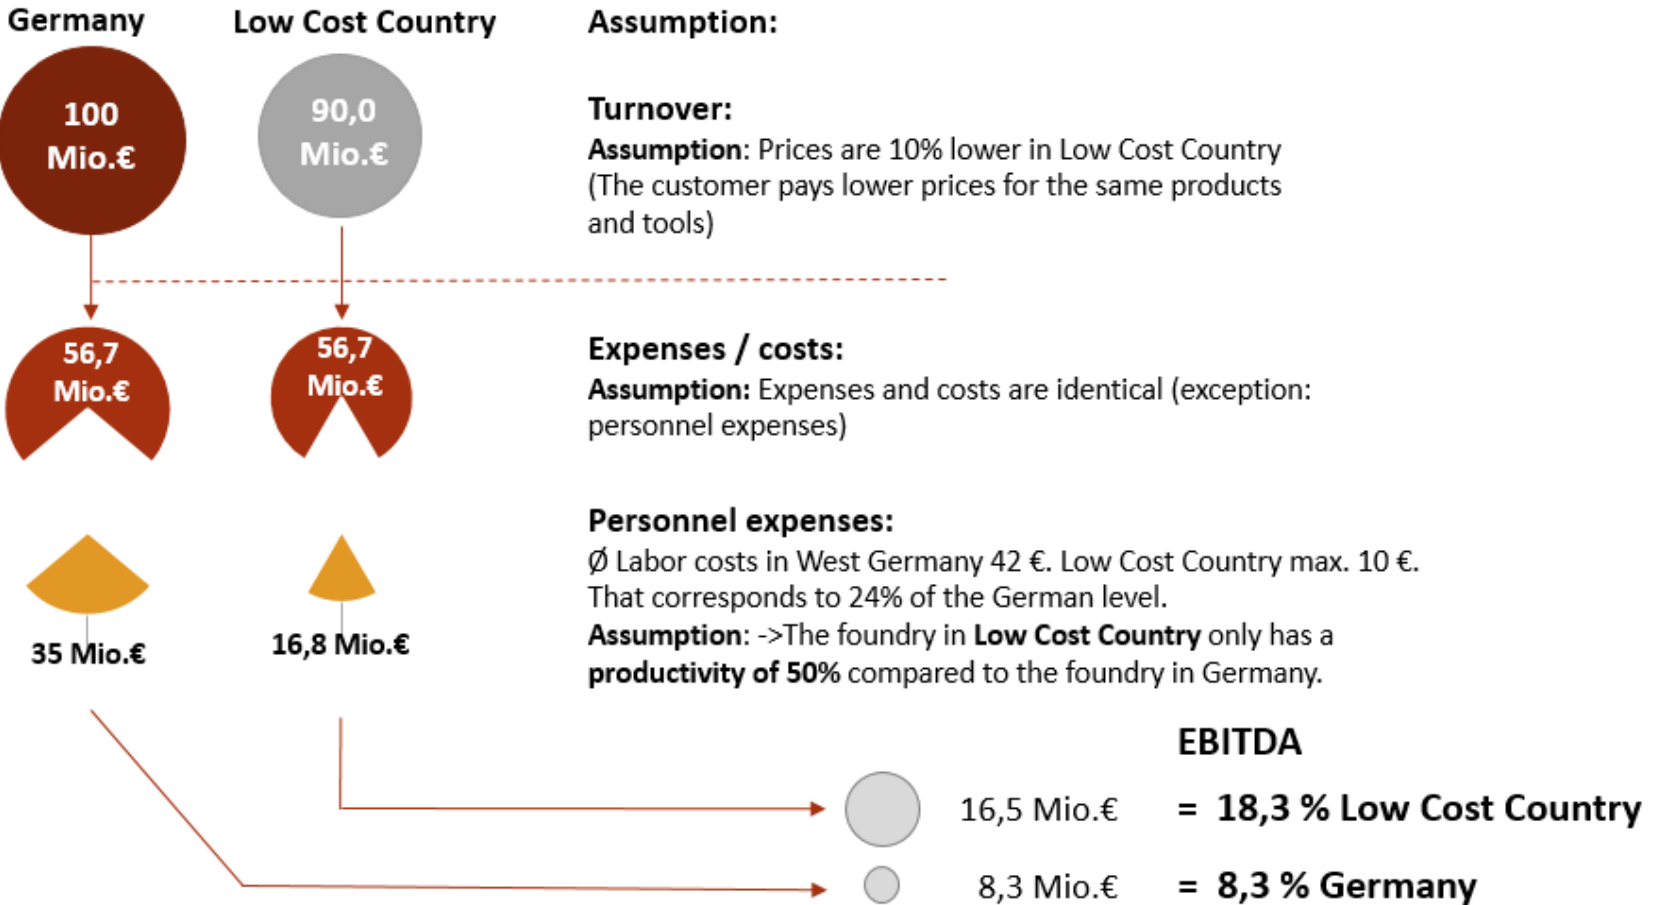 Germany
Low Cost Country
Assumption:
100
Mio.€
90,0
Mio.€
Turnover:
Assumption: Prices are 10% lower in Low Cost Country
(The customer pays lower prices for the same products
and tools)
56,7
Mio.€
56,7
Mio.€
Expenses / costs:
Assumption: Expenses and costs are identical (exception:
personnel expenses)
35 Mio.€
16,8 Mio.€
Personnel expenses:
Ø Labor costs in West Germany 42 €. Low Cost Country max. 10 €.
That corresponds to 24% of the German level.
Assumption: ->The foundry in Low Cost Country only has a
productivity of 50% compared to the foundry in Germany.
EBITDA
16,5 Mio.€ = 18,3 % Low Cost Country
8,3 Mio.€ = 8,3 % Germany